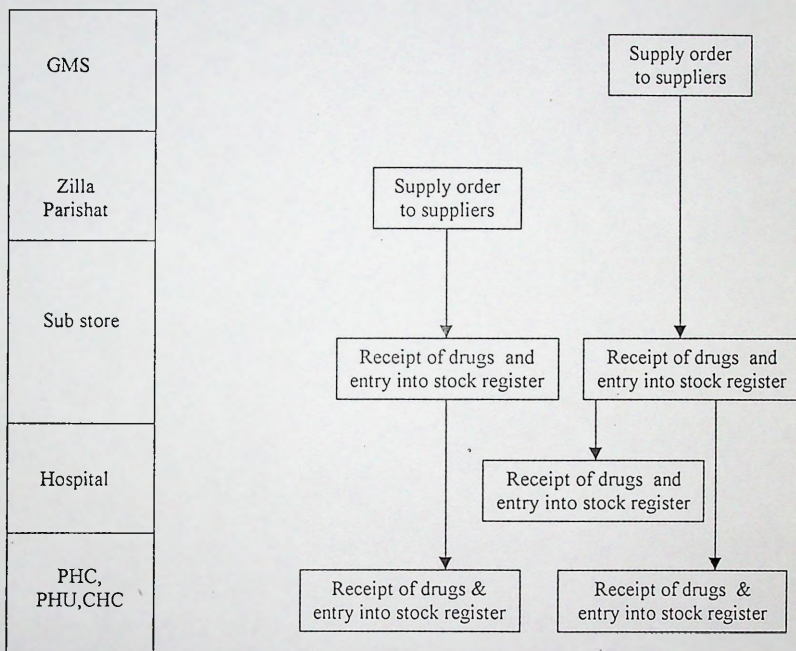 GMS
Supply order
to suppliers
Zilla
Parishat
Supply order
to suppliers
Sub store
Receipt of drugs and
entry into stock register
Receipt of drugs and
entry into stock register
Hospital
Receipt of drugs and
entry into stock register
PHC,
PHU,CHC
Receipt of drugs &
entry into stock register
Receipt of drugs &
entry into stock register